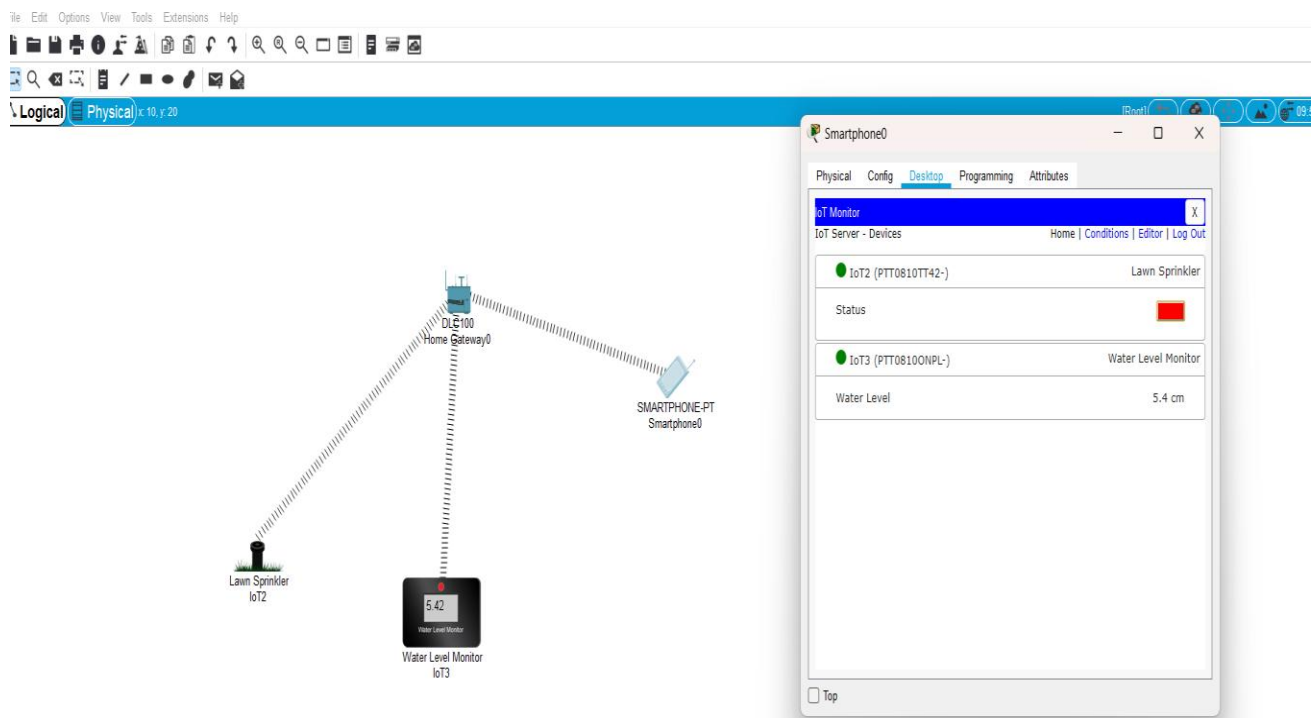 File Edit Options View Tools Extensions Help
Logical Physical x: 10, y: 20
[Root]
Smartphone0
Physical Config Desktop Programming Attributes
IoT Monitor X
IoT Server - Devices Home | Conditions | Editor | Log Out
IoT2 (PTT0810TT42-) Lawn Sprinkler
Status
IoT3 (PTT0810ONPL-) Water Level Monitor
Water Level 5.4 cm
Top
DLC100
Home Gateway0
SMARTPHONE-PT
Smartphone0
Lawn Sprinkler
IoT2
5.42
Water Level Monitor
Water Level Monitor
IoT3